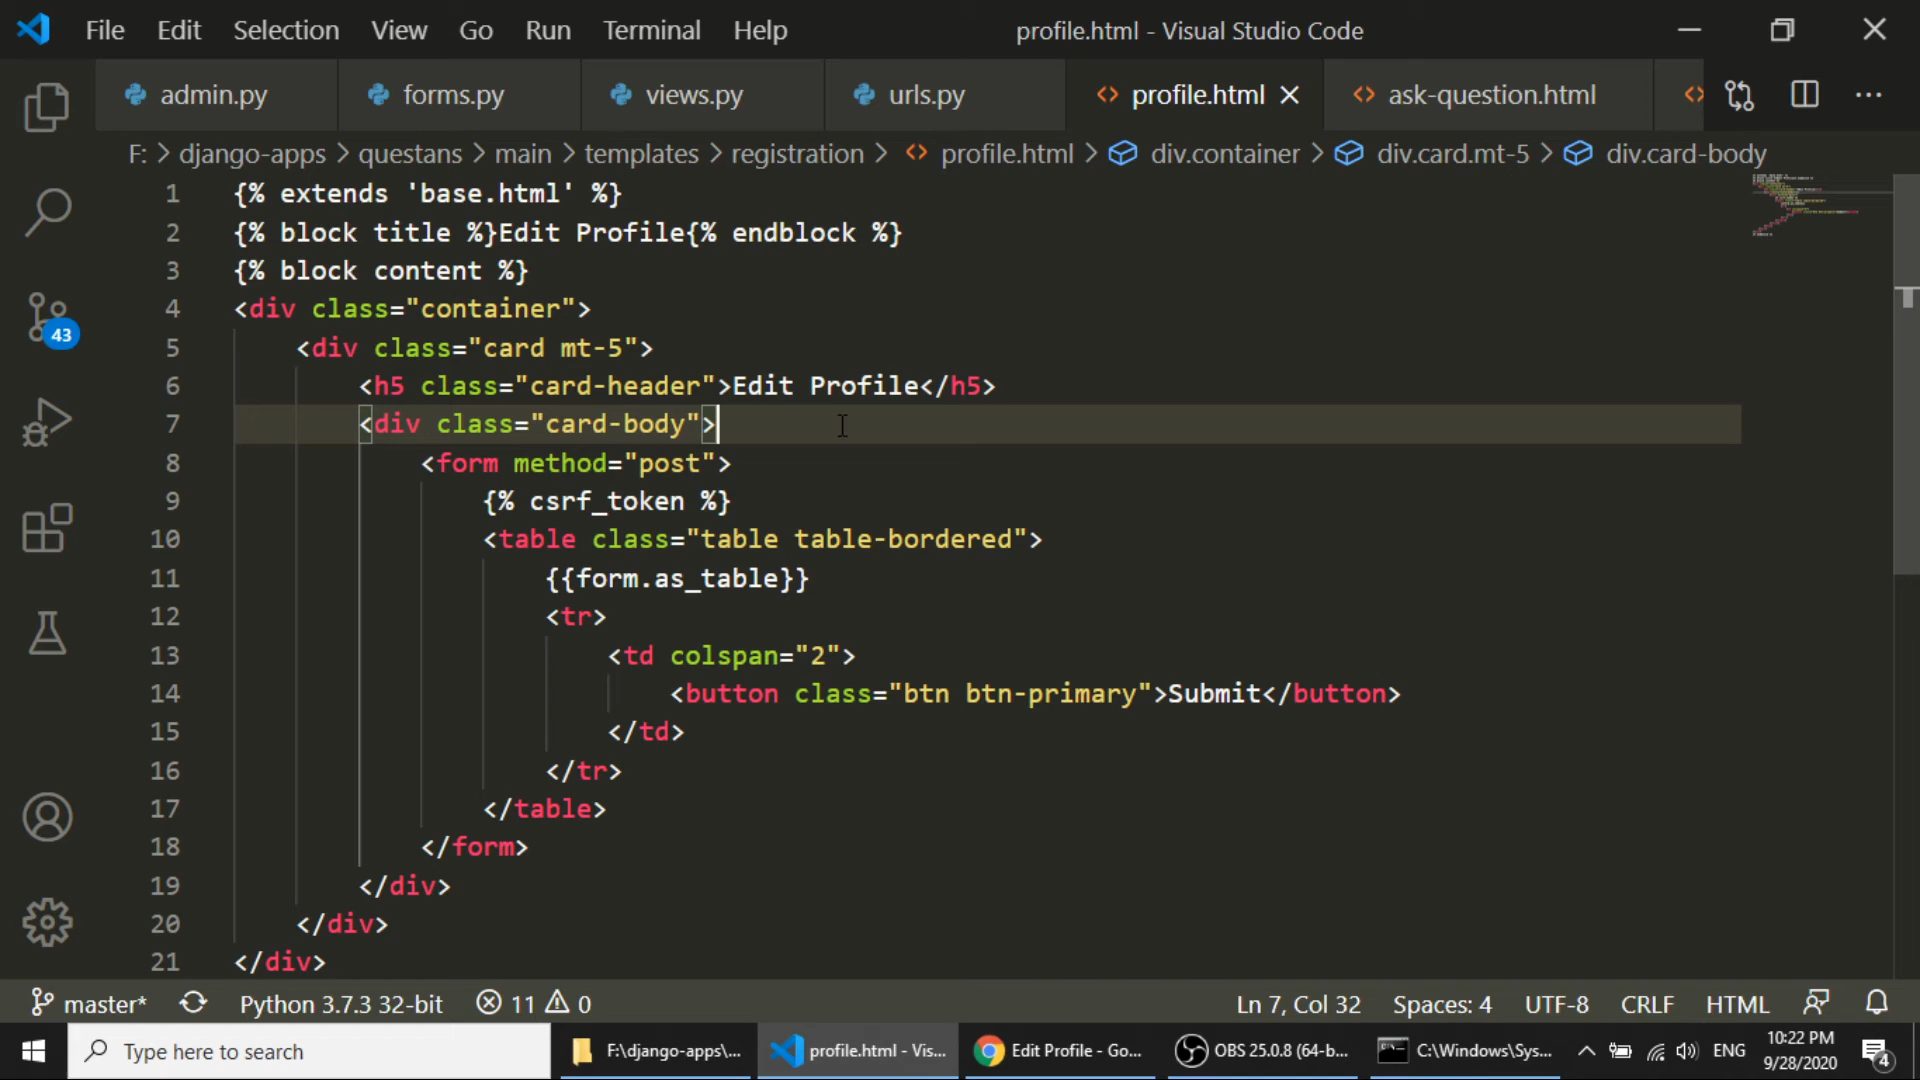 File Edit Selection View Go Run Terminal Help profile.html - Visual Studio Code
admin.py forms.py views.py urls.py profile.html ask-question.html
F: > django-apps > questans > main > templates > registration > profile.html > div.container > div.card.mt-5 > div.card-body
1 {% extends 'base.html' %}
2 {% block title %}Edit Profile{% endblock %}
3 {% block content %}
4 <div class="container">
5 <div class="card mt-5">
6 <h5 class="card-header">Edit Profile</h5>
7 <div class="card-body">
8 <form method="post">
9 {% csrf_token %}
10 <table class="table table-bordered">
11 {{form.as_table}}
12 <tr>
13 <td colspan="2">
14 <button class="btn btn-primary">Submit</button>
15 </td>
16 </tr>
17 </table>
18 </form>
19 </div>
20 </div>
21 </div>
43
master* Python 3.7.3 32-bit 11 0 Ln 7, Col 32 Spaces: 4 UTF-8 CRLF HTML
Type here to search F:\django-apps\... profile.html - Vis... Edit Profile - Go... OBS 25.0.8 (64-b... C:\Windows\Sys... ENG 10:22 PM
9/28/2020 4